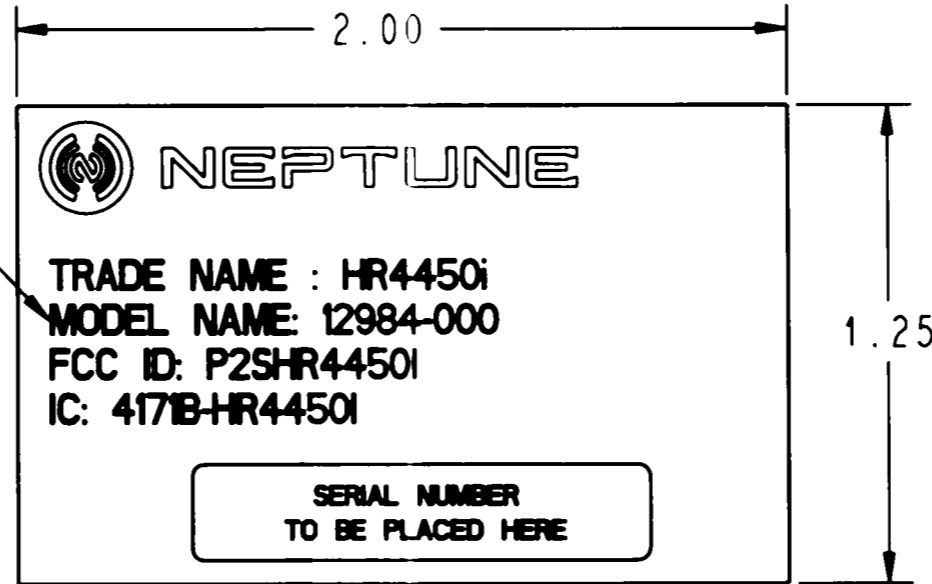 2.00
NEPTUNE
TRADE NAME : HR4450i
MODEL NAME: 12984-000
1.25
FCC ID: P2SHR4450I
IC: 4171B-HR4450I
SERIAL NUMBER
TO BE PLACED HERE